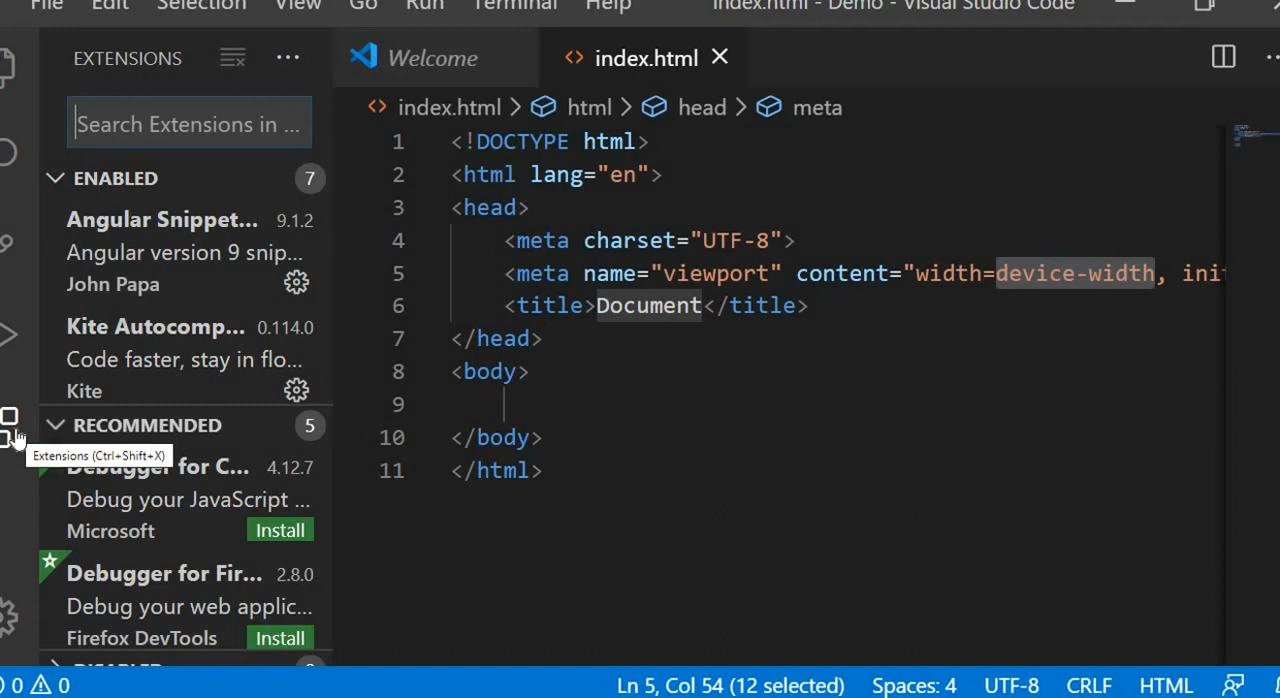 File Edit Selection View Go Run Terminal Help index.html - Demo - Visual Studio Code
EXTENSIONS
Search Extensions in ...
ENABLED 7
Angular Snippet... 9.1.2
Angular version 9 snip...
John Papa
Kite Autocomp... 0.114.0
Code faster, stay in flo...
Kite
RECOMMENDED 5
Extensions (Ctrl+Shift+X)
Debugger for C... 4.12.7
Debug your JavaScript ...
Microsoft Install
Debugger for Fir... 2.8.0
Debug your web applic...
Firefox DevTools Install
DISABLED
Welcome index.html
index.html > html > head > meta
1 <!DOCTYPE html>
2 <html lang="en">
3 <head>
4 <meta charset="UTF-8">
5 <meta name="viewport" content="width=device-width, init
6 <title>Document</title>
7 </head>
8 <body>
9
10 </body>
11 </html>
0 0 Ln 5, Col 54 (12 selected) Spaces: 4 UTF-8 CRLF HTML